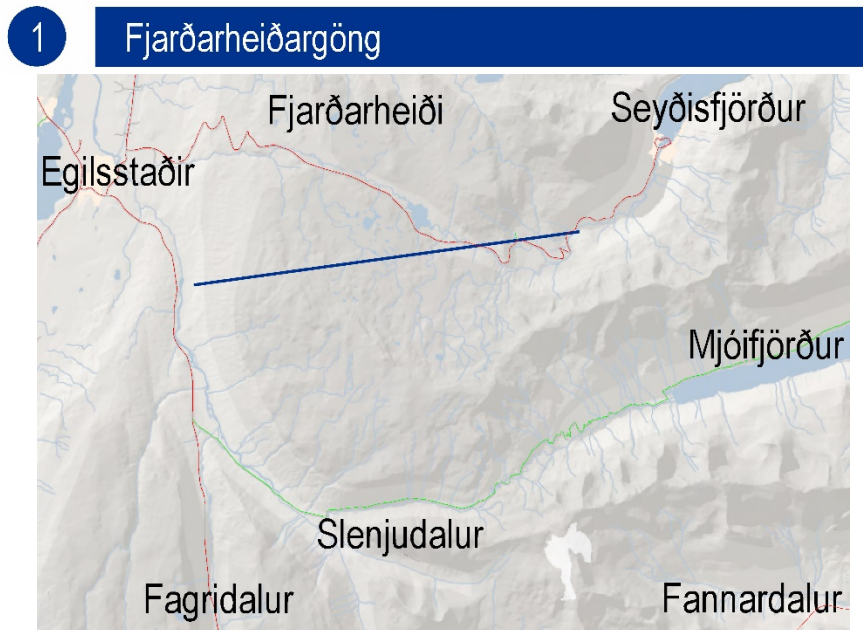 1
Fjarðarheiðargöng
Fjarðarheiði
Seyðisfjörður
Egilsstaðir
Mjóifjörður
Slenjudalur
Fagridalur
Fannardalur